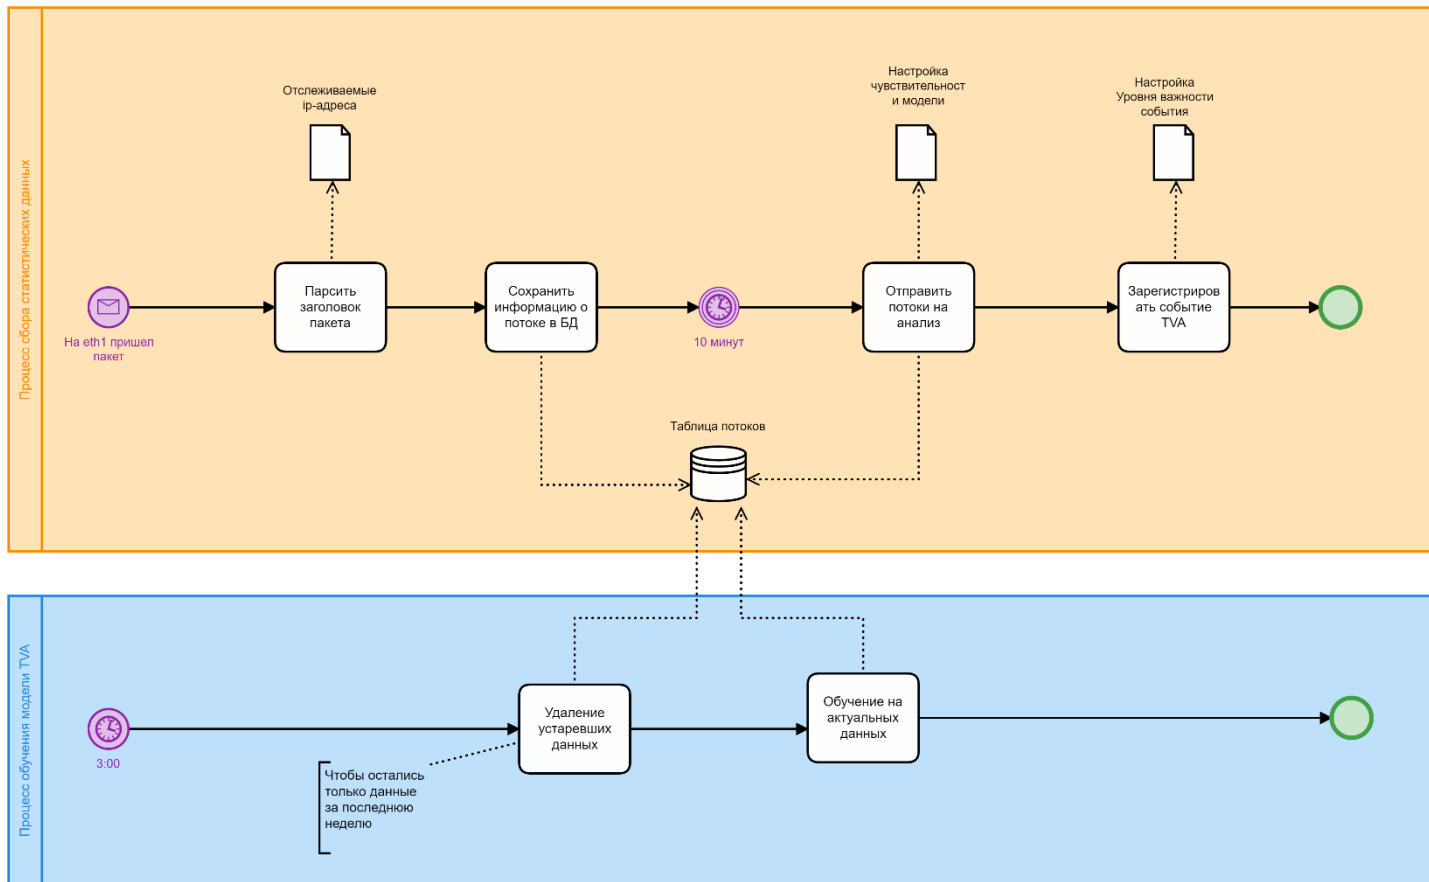 Процесс сбора статистических данных
Отслеживаемые
ip-адреса
Настройка
чувствительност
и модели
Настройка
Уровня важности
события
На eth1 пришел
пакет
Парсить
заголовок
пакета
Сохранить
информацию о
потоке в БД
10 минут
Отправить
потоки на
анализ
Зарегистриров
ать событие
TVA
Таблица потоков
Процесс обучения модели TVA
3:00
Удаление
устаревших
данных
Обучение на
актуальных
данных
Чтобы остались
только данные
за последнюю
неделю